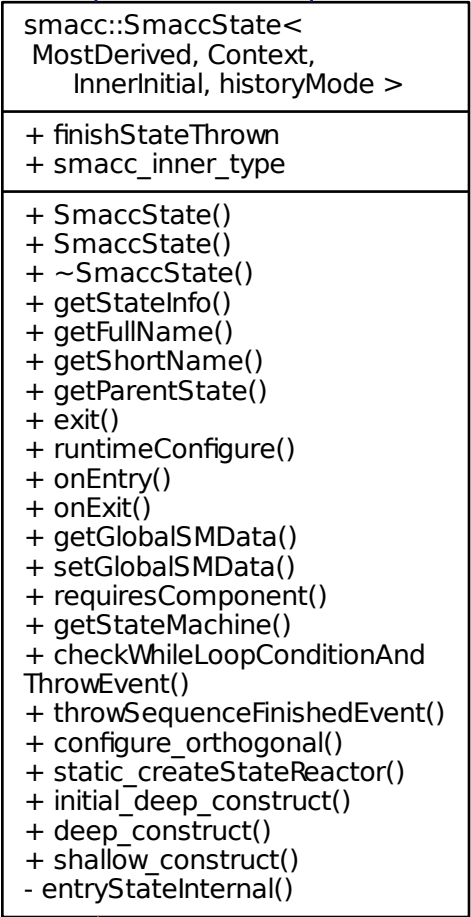 smacc::SmaccState<
MostDerived, Context,
InnerInitial, historyMode >
+ finishStateThrown
+ smacc_inner_type
+ SmaccState()
+ SmaccState()
+ ~SmaccState()
+ getStateInfo()
+ getFullName()
+ getShortName()
+ getParentState()
+ exit()
+ runtimeConfigure()
+ onEntry()
+ onExit()
+ getGlobalSMData()
+ setGlobalSMData()
+ requiresComponent()
+ getStateMachine()
+ checkWhileLoopConditionAnd
ThrowEvent()
+ throwSequenceFinishedEvent()
+ configure_orthogonal()
+ static_createStateReactor()
+ initial_deep_construct()
+ deep_construct()
+ shallow_construct()
- entryStateInternal()